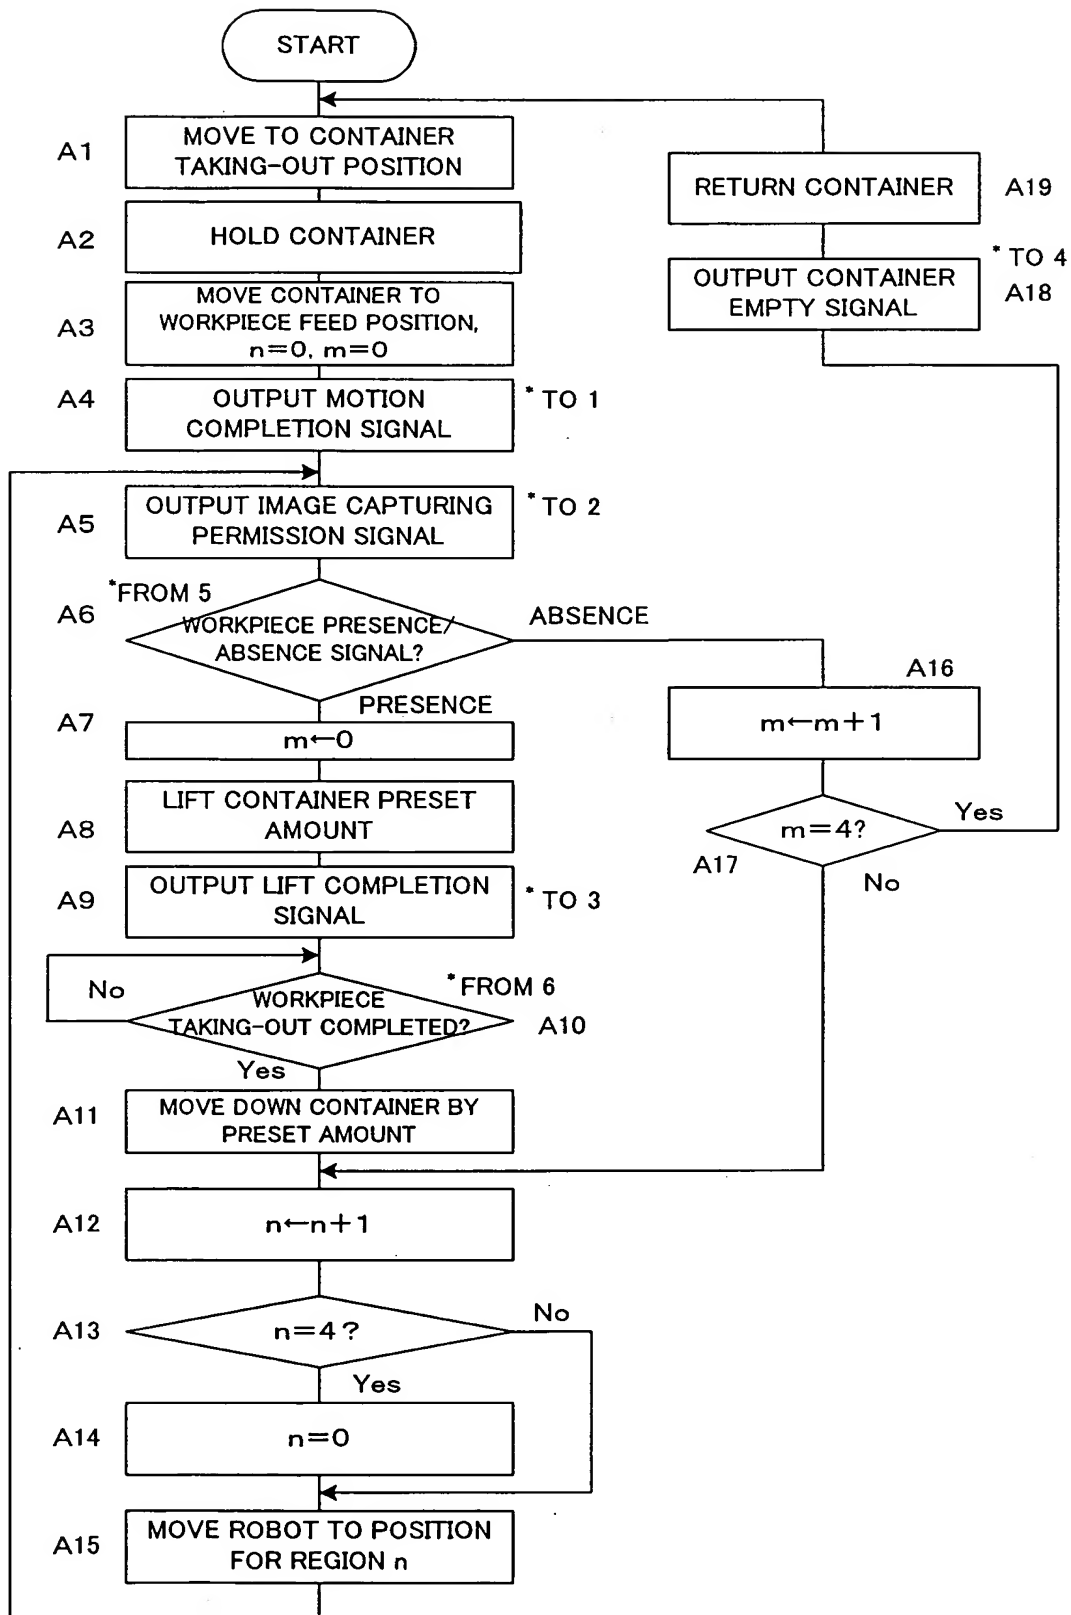 START
A1
MOVE TO CONTAINER
TAKING-OUT POSITION
A2
HOLD CONTAINER
A3
MOVE CONTAINER TO
WORKPIECE FEED POSITION,
n=0, m=0
A4
OUTPUT MOTION
COMPLETION SIGNAL
* TO 1
A5
OUTPUT IMAGE CAPTURING
PERMISSION SIGNAL
* TO 2
*FROM 5
A6
WORKPIECE PRESENCE/
ABSENCE SIGNAL?
ABSENCE
PRESENCE
A7
m←0
A8
LIFT CONTAINER PRESET
AMOUNT
A9
OUTPUT LIFT COMPLETION
SIGNAL
* TO 3
No
* FROM 6
WORKPIECE
TAKING-OUT COMPLETED?
A10
Yes
A11
MOVE DOWN CONTAINER BY
PRESET AMOUNT
A12
n←n+1
A13
n=4?
No
Yes
A14
n=0
A15
MOVE ROBOT TO POSITION
FOR REGION n
A16
m←m+1
m=4?
Yes
A17
No
* TO 4
OUTPUT CONTAINER
EMPTY SIGNAL
A18
RETURN CONTAINER
A19